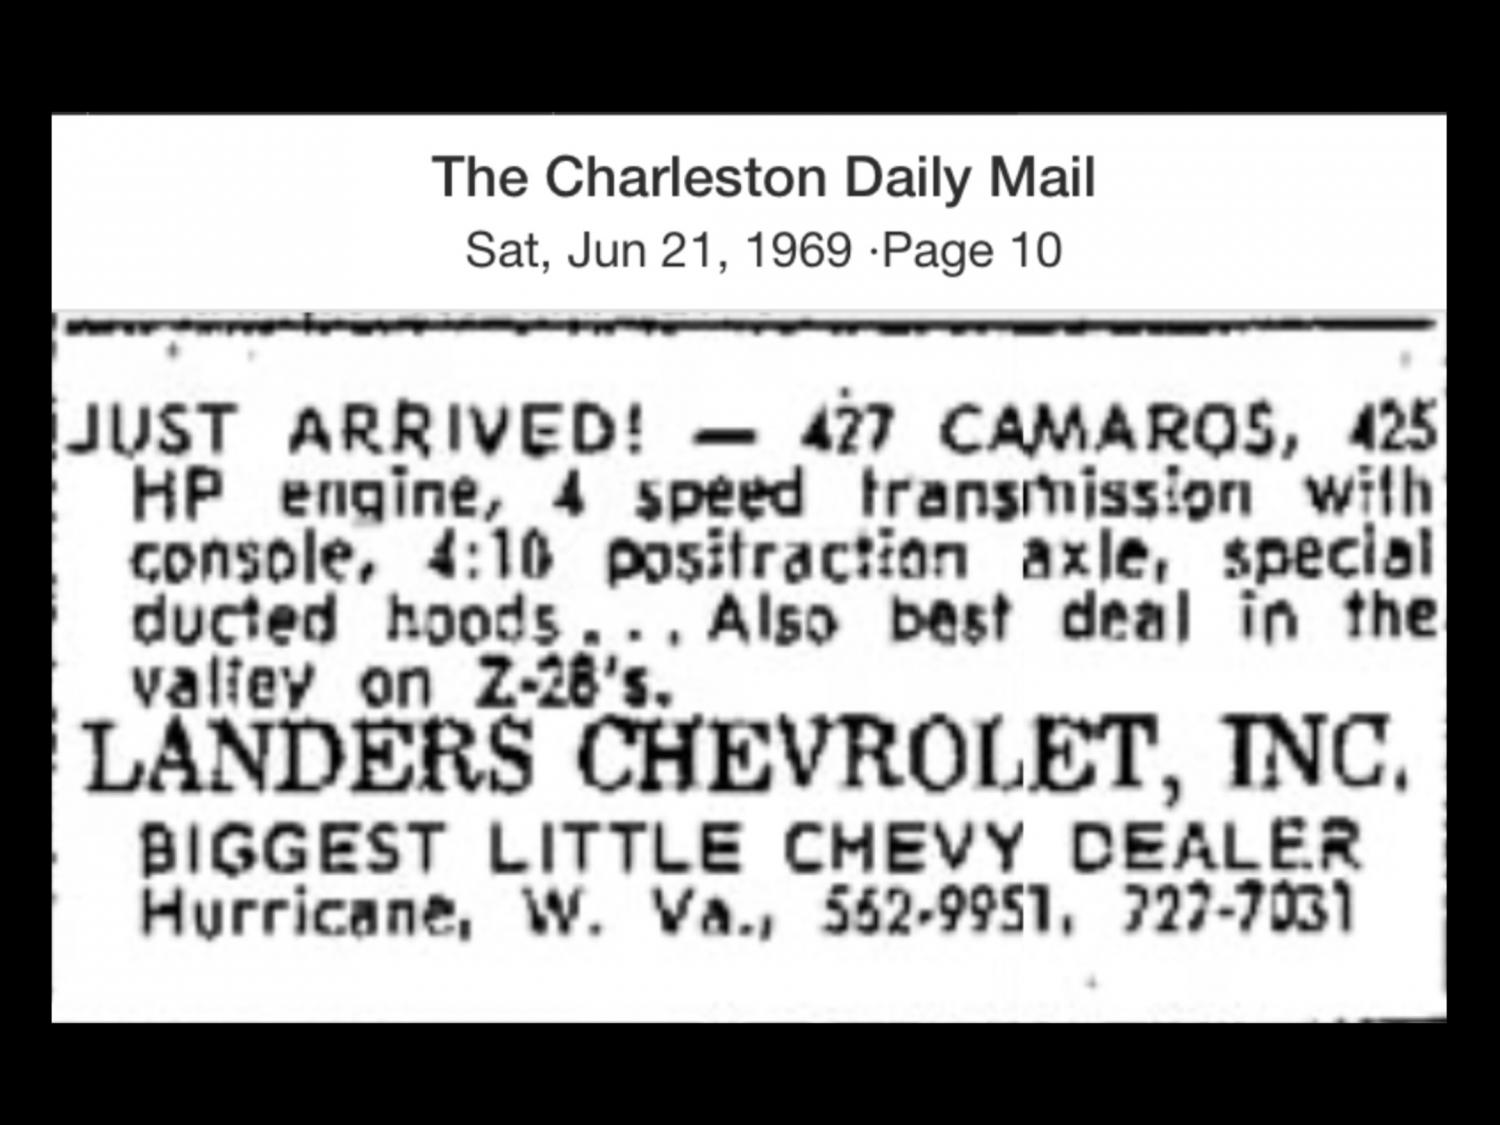 The Charleston Daily Mail
Sat, Jun 21, 1969 ·Page 10
JUST ARRIVED! — 427 CAMAROS, 425
HP engine, 4 speed transmission with
console, 4:10 positraction axle, special
ducted hoods... Also best deal in the
valley on Z-28's.
LANDERS CHEVROLET, INC.
BIGGEST LITTLE CHEVY DEALER
Hurricane, W. Va., 562-9951, 727-7031